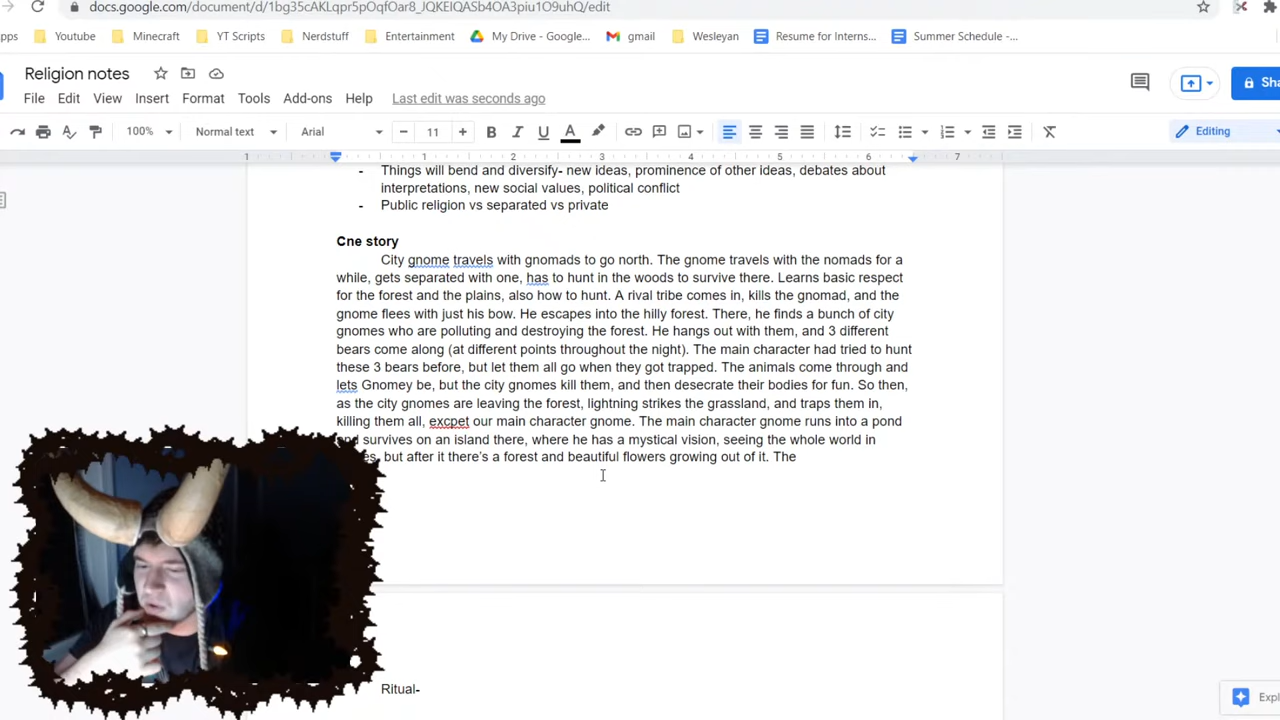 docs.google.com/document/d/1bg35cAKLqpr5pOqfOar8_JQKEIQASb4OA3piu1O9uhQ/edit
Youtube Minecraft YT Scripts Nerdstuff Entertainment My Drive - Google... gmail Wesleyan Resume for Interns... Summer Schedule -...
Religion notes
File Edit View Insert Format Tools Add-ons Help Last edit was seconds ago
100% Normal text Arial 11 B I U A Editing
1 1 2 3 4 5 6 7
- Things will bend and diversify- new ideas, prominence of other ideas, debates about
interpretations, new social values, political conflict
- Public religion vs separated vs private
Cne story
City gnome travels with gnomads to go north. The gnome travels with the nomads for a
while, gets separated with one, has to hunt in the woods to survive there. Learns basic respect
for the forest and the plains, also how to hunt. A rival tribe comes in, kills the gnomad, and the
gnome flees with just his bow. He escapes into the hilly forest. There, he finds a bunch of city
gnomes who are polluting and destroying the forest. He hangs out with them, and 3 different
bears come along (at different points throughout the night). The main character had tried to hunt
these 3 bears before, but let them all go when they got trapped. The animals come through and
lets Gnomey be, but the city gnomes kill them, and then desecrate their bodies for fun. So then,
as the city gnomes are leaving the forest, lightning strikes the grassland, and traps them in,
killing them all, excpet our main character gnome. The main character gnome runs into a pond
and survives on an island there, where he has a mystical vision, seeing the whole world in
but after it there's a forest and beautiful flowers growing out of it. The
Ritual-